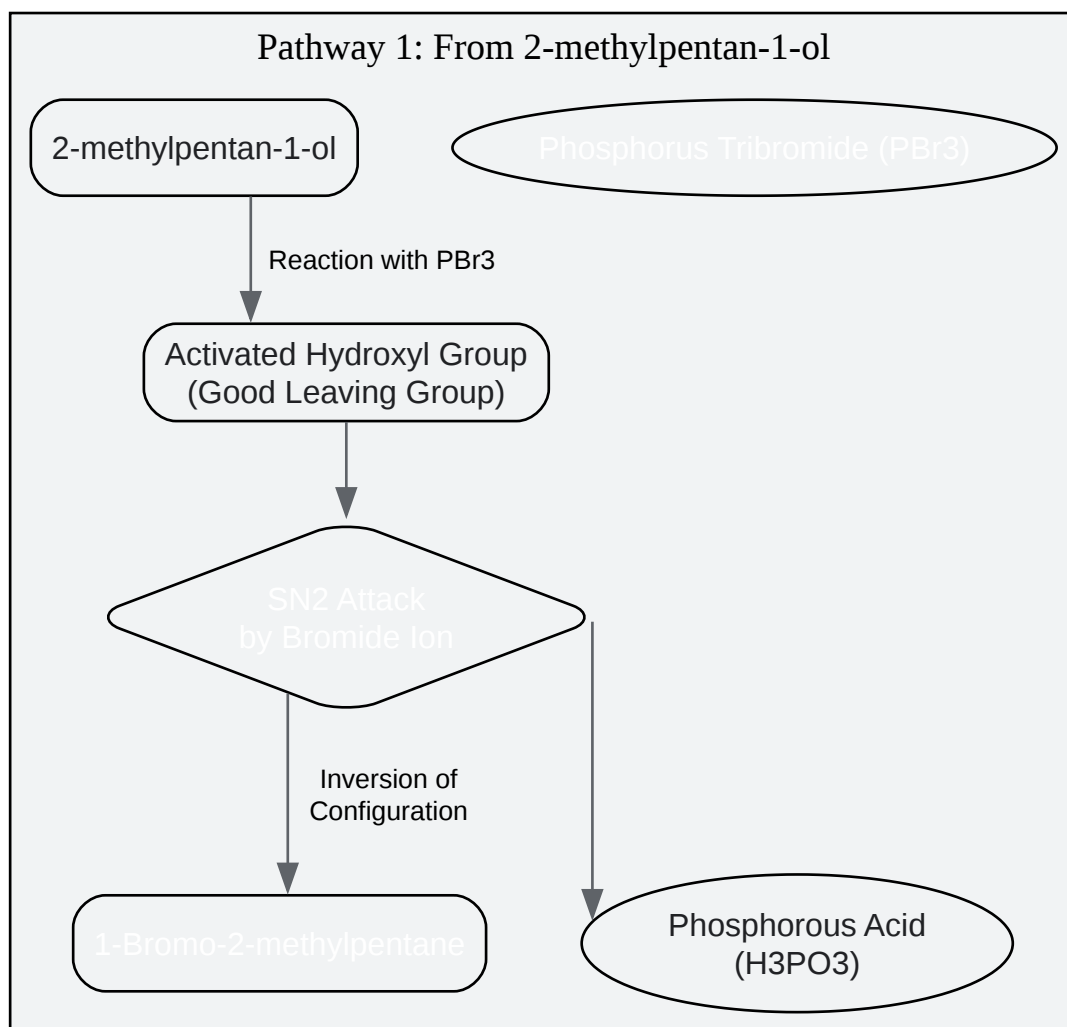 Pathway 1: From 2-methylpentan-1-ol
2-methylpentan-1-ol
Phosphorus Tribromide (PBr3)
Reaction with PBr3
Activated Hydroxyl Group
(Good Leaving Group)
SN2 Attack
by Bromide Ion
Inversion of
Configuration
1-Bromo-2-methylpentane
Phosphorous Acid
(H3PO3)